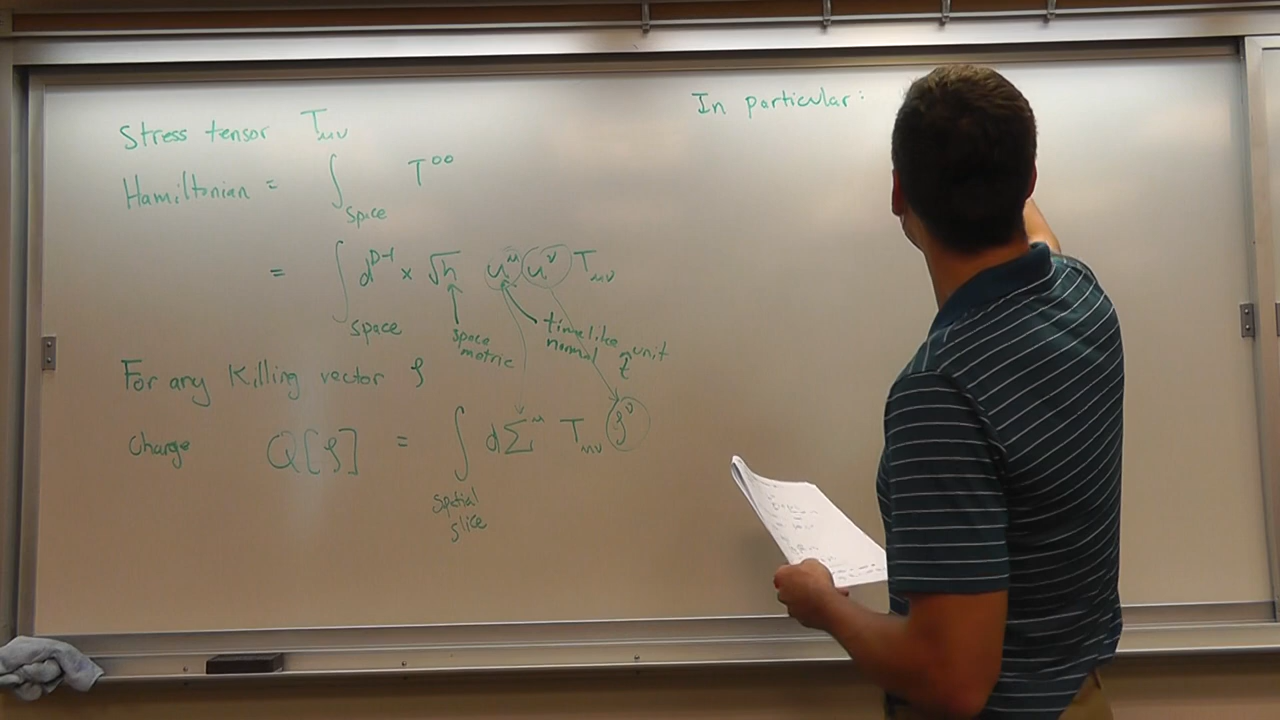 Stress tensor T_μν
Hamiltonian = ∫_space T^00
= ∫_space d^{D-1}x √h u^μ u^ν T_μν
space metric
timelike unit normal
t̂
For any Killing vector ζ
Charge Q[ζ] = ∫_{spatial slice} dΣ^μ T_μν ζ^ν
In particular: